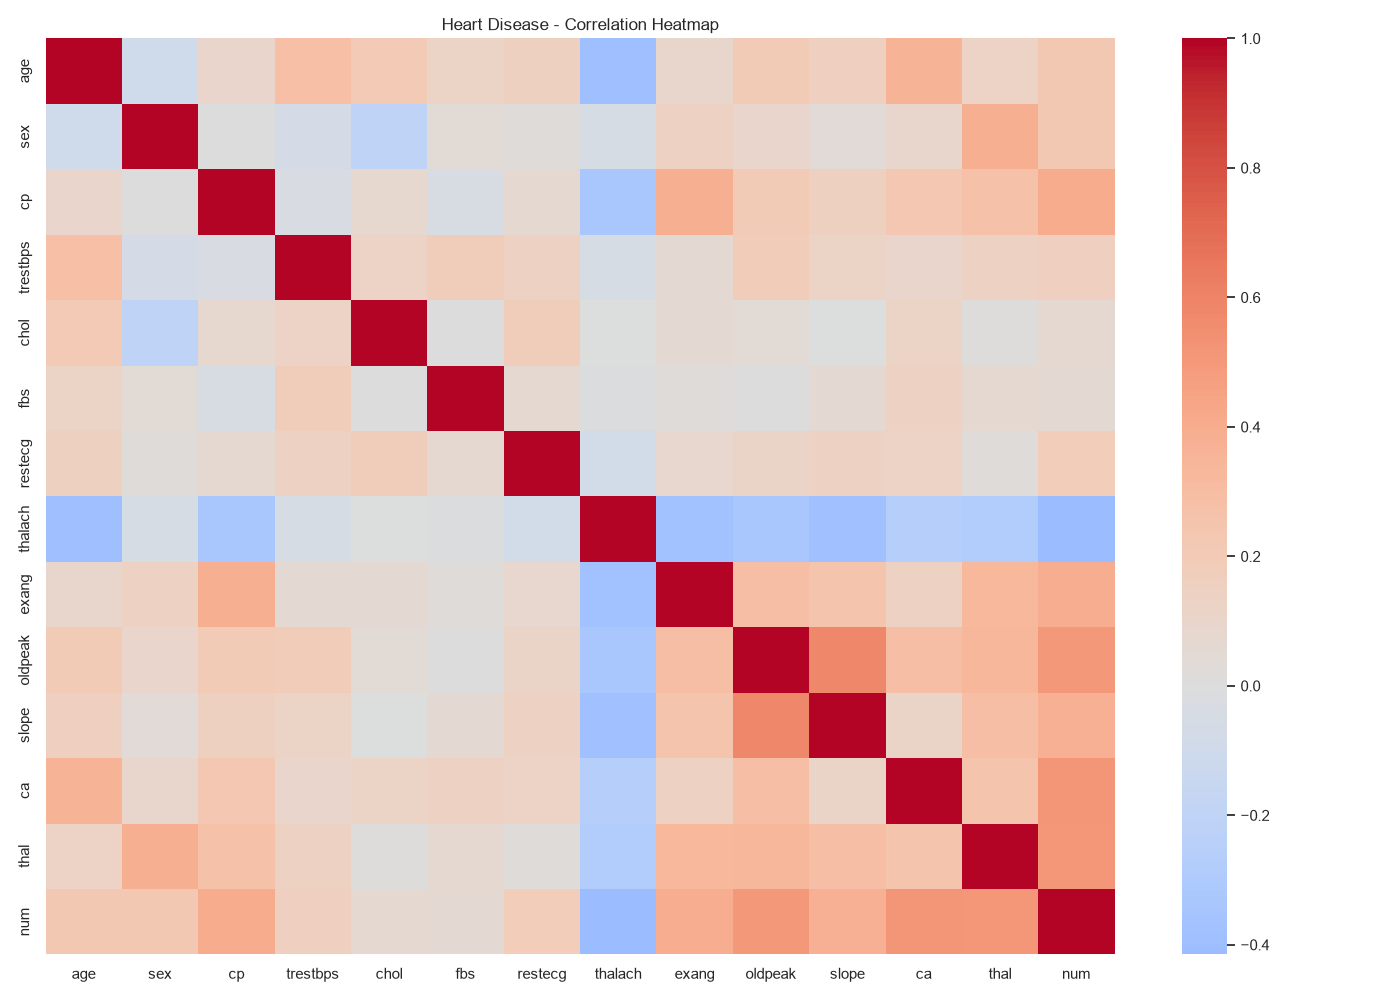 Heart Disease - Correlation Heatmap
age
sex
cp
trestbps
chol
fbs
restecg
thalach
exang
oldpeak
slope
ca
thal
num
age sex cp trestbps chol fbs restecg thalach exang oldpeak slope ca thal num
1.0
0.8
0.6
0.4
0.2
0.0
−0.2
−0.4